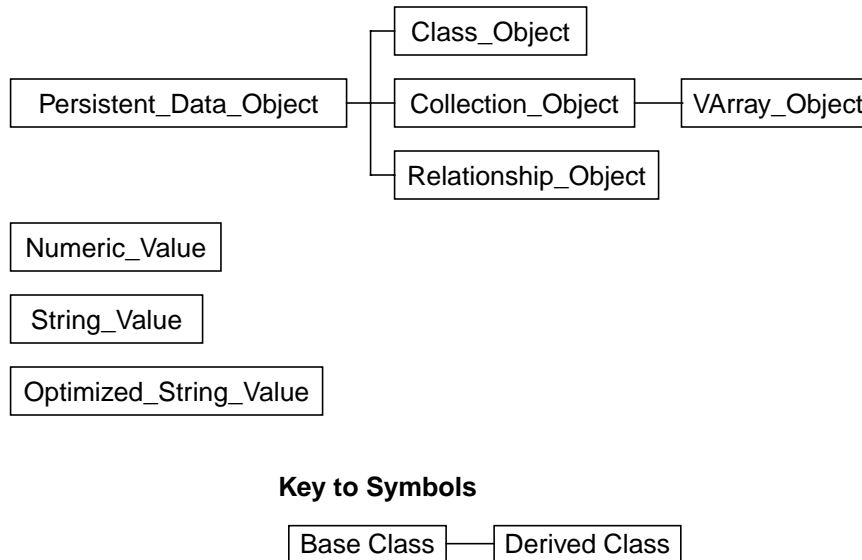 Class_Object
Persistent_Data_Object Collection_Object VArray_Object
Relationship_Object
Numeric_Value
String_Value
Optimized_String_Value
Key to Symbols
Base Class Derived Class